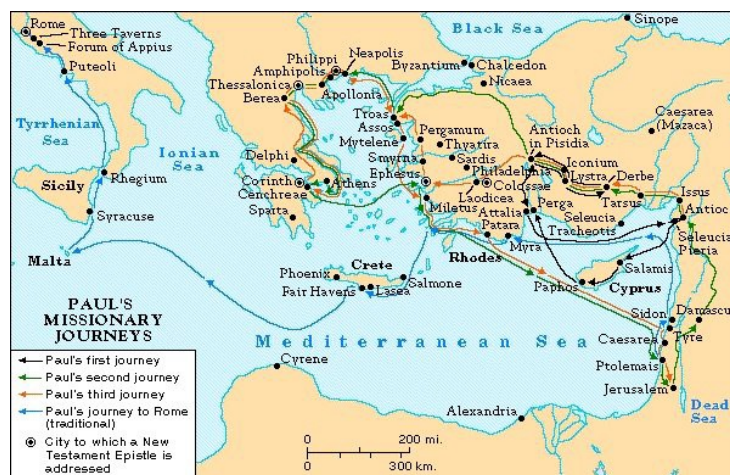 Rome
Three Taverns
Forum of Appius
Puteoli
Tyrrhenian
Sea
Ionian
Sea
Rhegium
Sicily
Syracuse
Malta
Black Sea
Sinope
Philippi
Neapolis
Amphipolis
Thessalonica
Apollonia
Berea
Byzantium
Chalcedon
Nicaea
Caesarea
(Mazaca)
Troas
Assos
Mytelene
Pergamum
Thyatira
Antioch
in Pisidia
Iconium
Lystra
Derbe
Smyrna
Sardis
Philadelphia
Ephesus
Colossae
Delphi
Corinth
Athens
Cenchreae
Sparta
Miletus
Laodicea
Perga
Attalia
Patara
Myra
Tarsus
Issus
Antioc
Seleucia
Tracheotis
Seleucia
Pieria
Rhodes
Crete
Phoenix
Salmone
Fair Havens
Lasea
Salamis
Paphos
Cyprus
Sidon
Damascu
Tyre
Caesarea
Ptolemais
Jerusalem
Dead
Sea
Mediterranean Sea
Cyrene
Alexandria
PAUL'S
MISSIONARY
JOURNEYS
Paul's first journey
Paul's second journey
Paul's third journey
Paul's journey to Rome
(traditional)
City to which a New
Testament Epistle is
addressed
0 200 mi.
0 300 km.